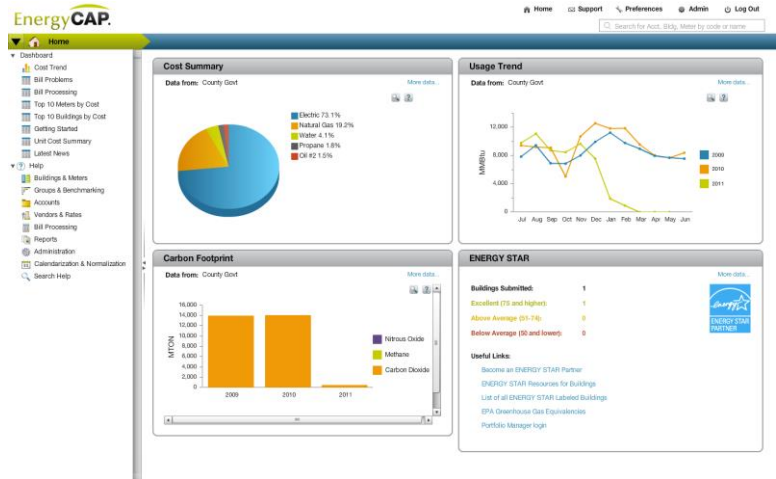 EnergyCAP.
Home Support Preferences Admin Log Out
Search for Acct, Bldg, Meter by code or name
Home
Dashboard
Cost Trend
Bill Problems
Bill Processing
Top 10 Meters by Cost
Top 10 Buildings by Cost
Getting Started
Unit Cost Summary
Latest News
Help
Buildings & Meters
Groups & Benchmarking
Accounts
Vendors & Rates
Bill Processing
Reports
Administration
Calendarization & Normalization
Search Help
Cost Summary
Data from: County Govt
More data...
Electric 73.1%
Natural Gas 19.2%
Water 4.1%
Propane 1.8%
Oil #2 1.5%
Usage Trend
Data from: County Govt
More data...
MMBtu
12,000
8,000
4,000
0
Jul Aug Sep Oct Nov Dec Jan Feb Mar Apr May Jun
2009
2010
2011
Carbon Footprint
Data from: County Govt
More data...
MTON
16,000
14,000
12,000
10,000
8,000
6,000
4,000
2,000
0
2009 2010 2011
Nitrous Oxide
Methane
Carbon Dioxide
ENERGY STAR
More data...
Buildings Submitted: 1
Excellent (75 and higher): 1
Above Average (51-74): 0
Below Average (50 and lower): 0
energy
ENERGY STAR
PARTNER
Useful Links:
Become an ENERGY STAR Partner
ENERGY STAR Resources for Buildings
List of all ENERGY STAR Labeled Buildings
EPA Greenhouse Gas Equivalencies
Portfolio Manager login